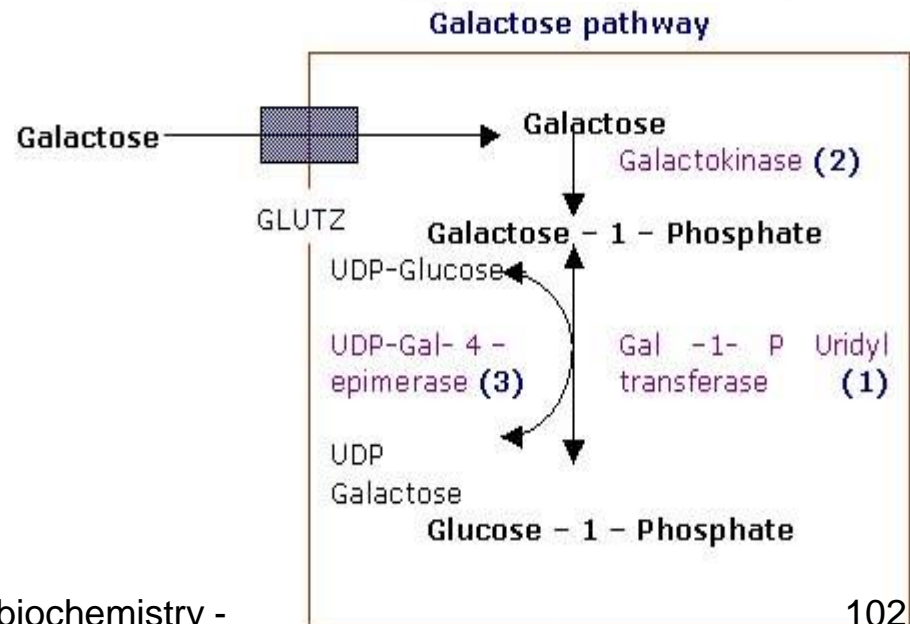 Galactose pathway
Galactose
Galactose
Galactokinase (2)
GLUTZ
Galactose - 1 - Phosphate
UDP-Glucose
UDP-Gal- 4 -
epimerase (3)
Gal -1- P Uridyl
transferase (1)
UDP
Galactose
Glucose - 1 - Phosphate
biochemistry -
102